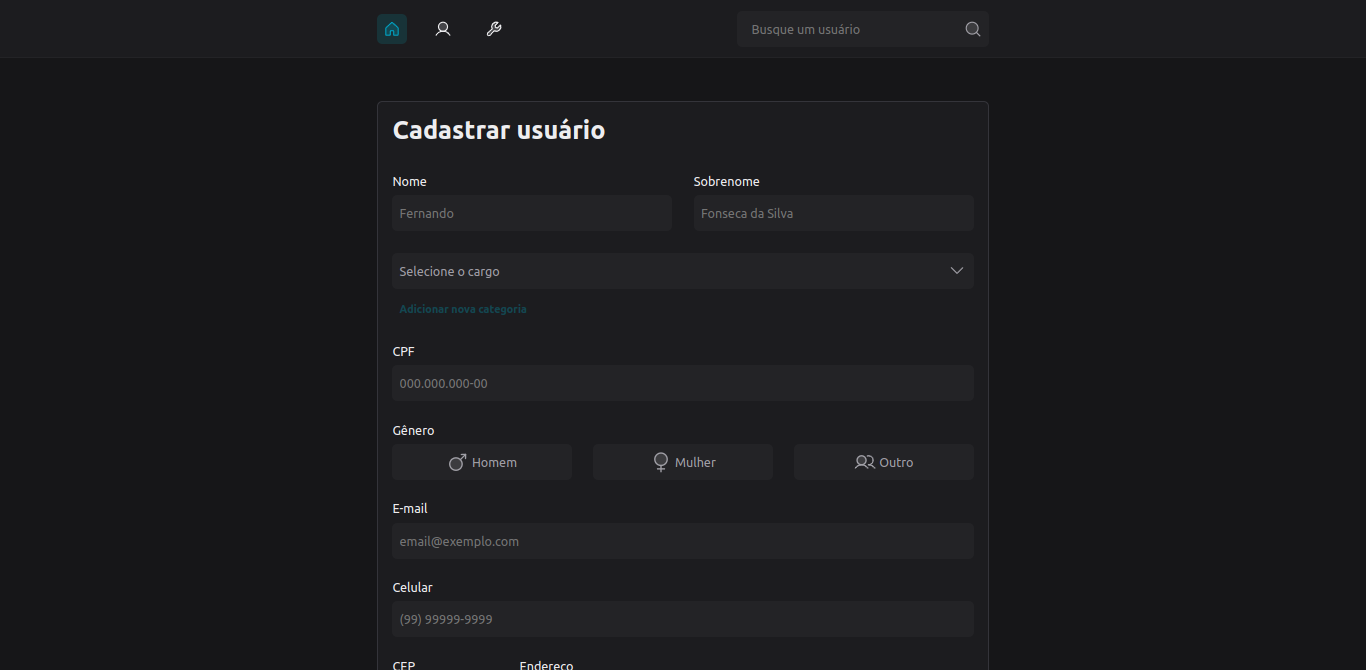 Busque um usuário
Cadastrar usuário
Nome Sobrenome
Fernando Fonseca da Silva
Selecione o cargo
Adicionar nova categoria
CPF
000.000.000-00
Gênero
Homem Mulher Outro
E-mail
email@exemplo.com
Celular
(99) 99999-9999
CEP Endereço